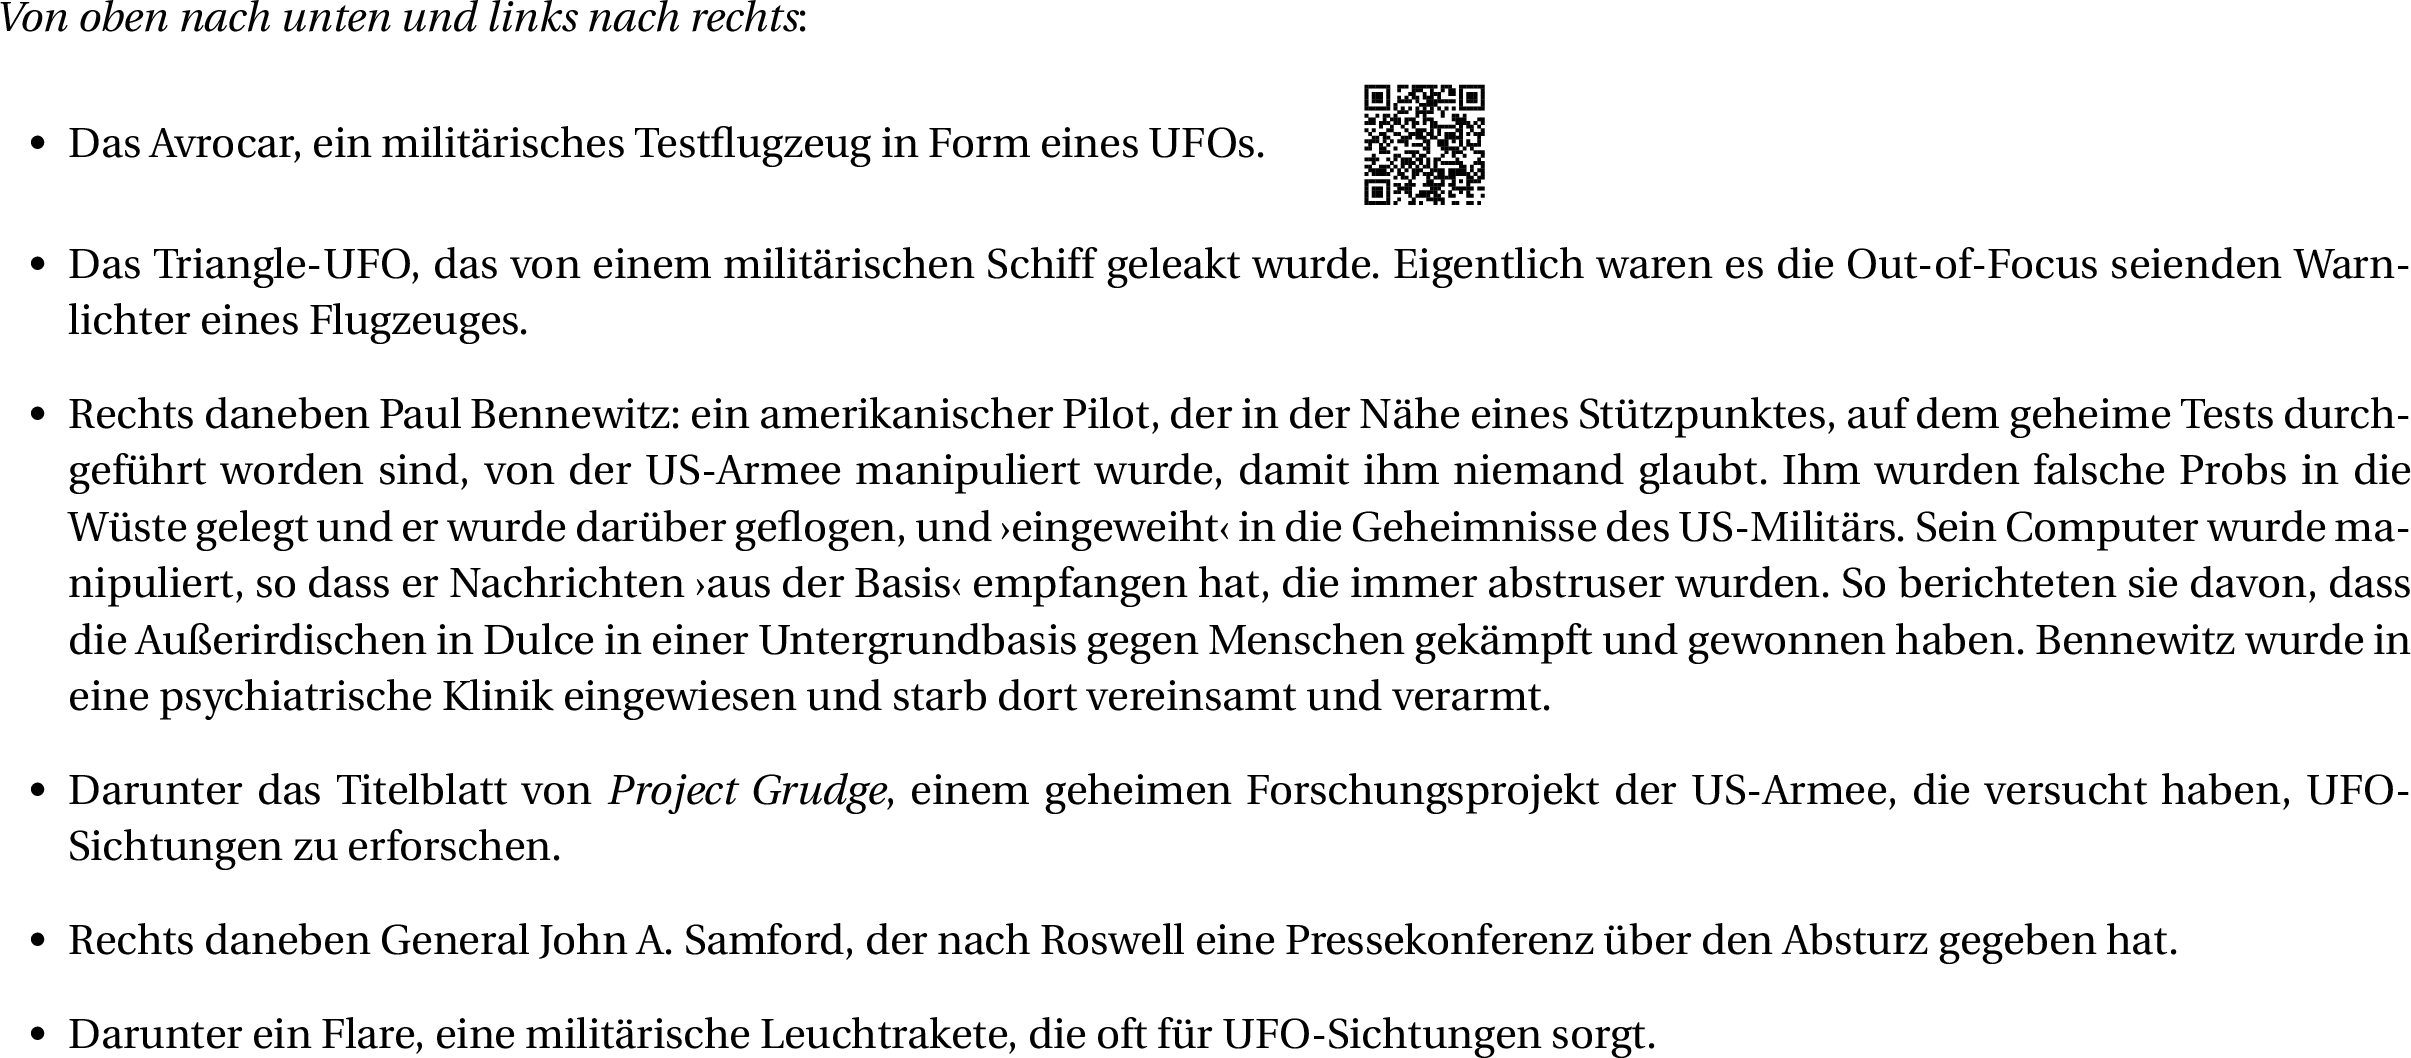 Von oben nach unten und links nach rechts:
• Das Avrocar, ein militärisches Testflugzeug in Form eines UFOs.
• Das Triangle-UFO, das von einem militärischen Schiff geleakt wurde. Eigentlich waren es die Out-of-Focus seienden Warn-
lichter eines Flugzeuges.
• Rechts daneben Paul Bennewitz: ein amerikanischer Pilot, der in der Nähe eines Stützpunktes, auf dem geheime Tests durch-
geführt worden sind, von der US-Armee manipuliert wurde, damit ihm niemand glaubt. Ihm wurden falsche Probs in die
Wüste gelegt und er wurde darüber geflogen, und ›eingeweiht‹ in die Geheimnisse des US-Militärs. Sein Computer wurde ma-
nipuliert, so dass er Nachrichten ›aus der Basis‹ empfangen hat, die immer abstruser wurden. So berichteten sie davon, dass
die Außerirdischen in Dulce in einer Untergrundbasis gegen Menschen gekämpft und gewonnen haben. Bennewitz wurde in
eine psychiatrische Klinik eingewiesen und starb dort vereinsamt und verarmt.
• Darunter das Titelblatt von Project Grudge, einem geheimen Forschungsprojekt der US-Armee, die versucht haben, UFO-
Sichtungen zu erforschen.
• Rechts daneben General John A. Samford, der nach Roswell eine Pressekonferenz über den Absturz gegeben hat.
• Darunter ein Flare, eine militärische Leuchtrakete, die oft für UFO-Sichtungen sorgt.